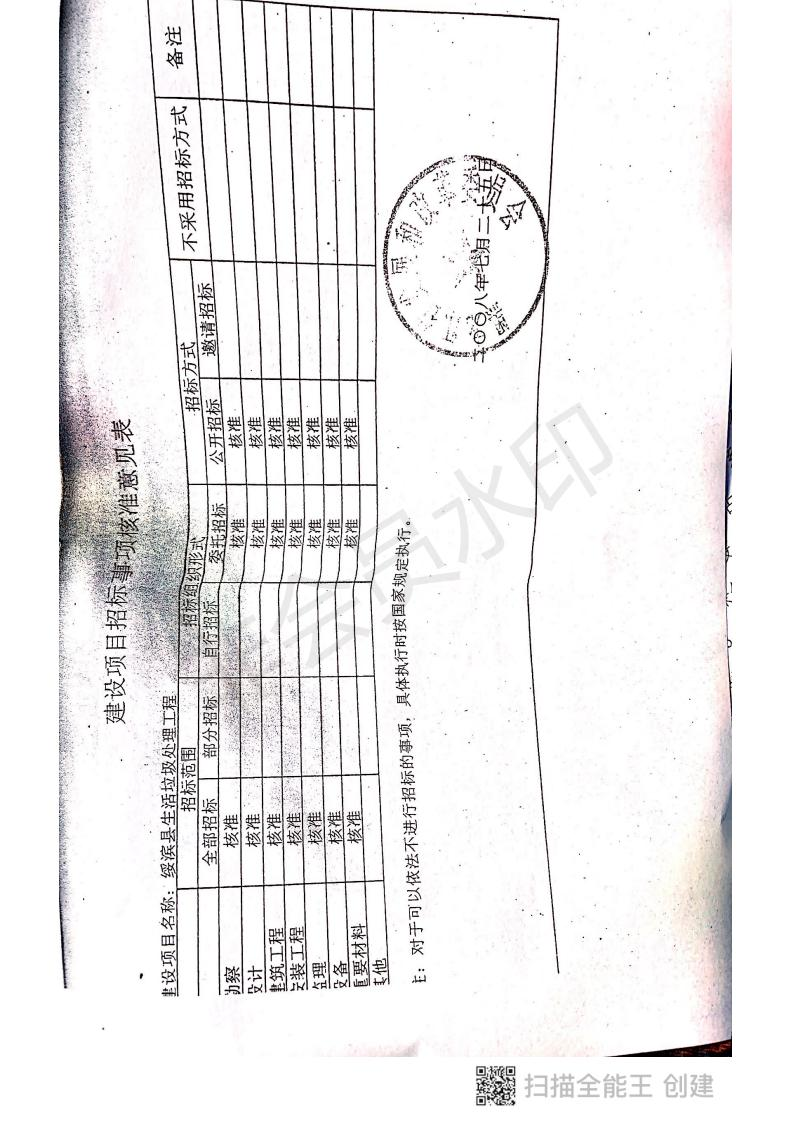 建设项目招标事项核准意见表
建设项目名称：绥滨县生活垃圾处理工程
招标范围 招标组织形式 招标方式 不采用招标方式 备注
全部招标 部分招标 自行招标 委托招标 公开招标 邀请招标
勘察 核准 核准 核准
设计 核准 核准 核准
建筑工程 核准 核准 核准
安装工程 核准 核准 核准
监理 核准 核准 核准
设备 核准 核准 核准
重要材料 核准 核准 核准
其他
注：对于可以依法不进行招标的事项，具体执行时按国家规定执行。
二〇〇八年七月二十五日
会员水印
扫描全能王 创建